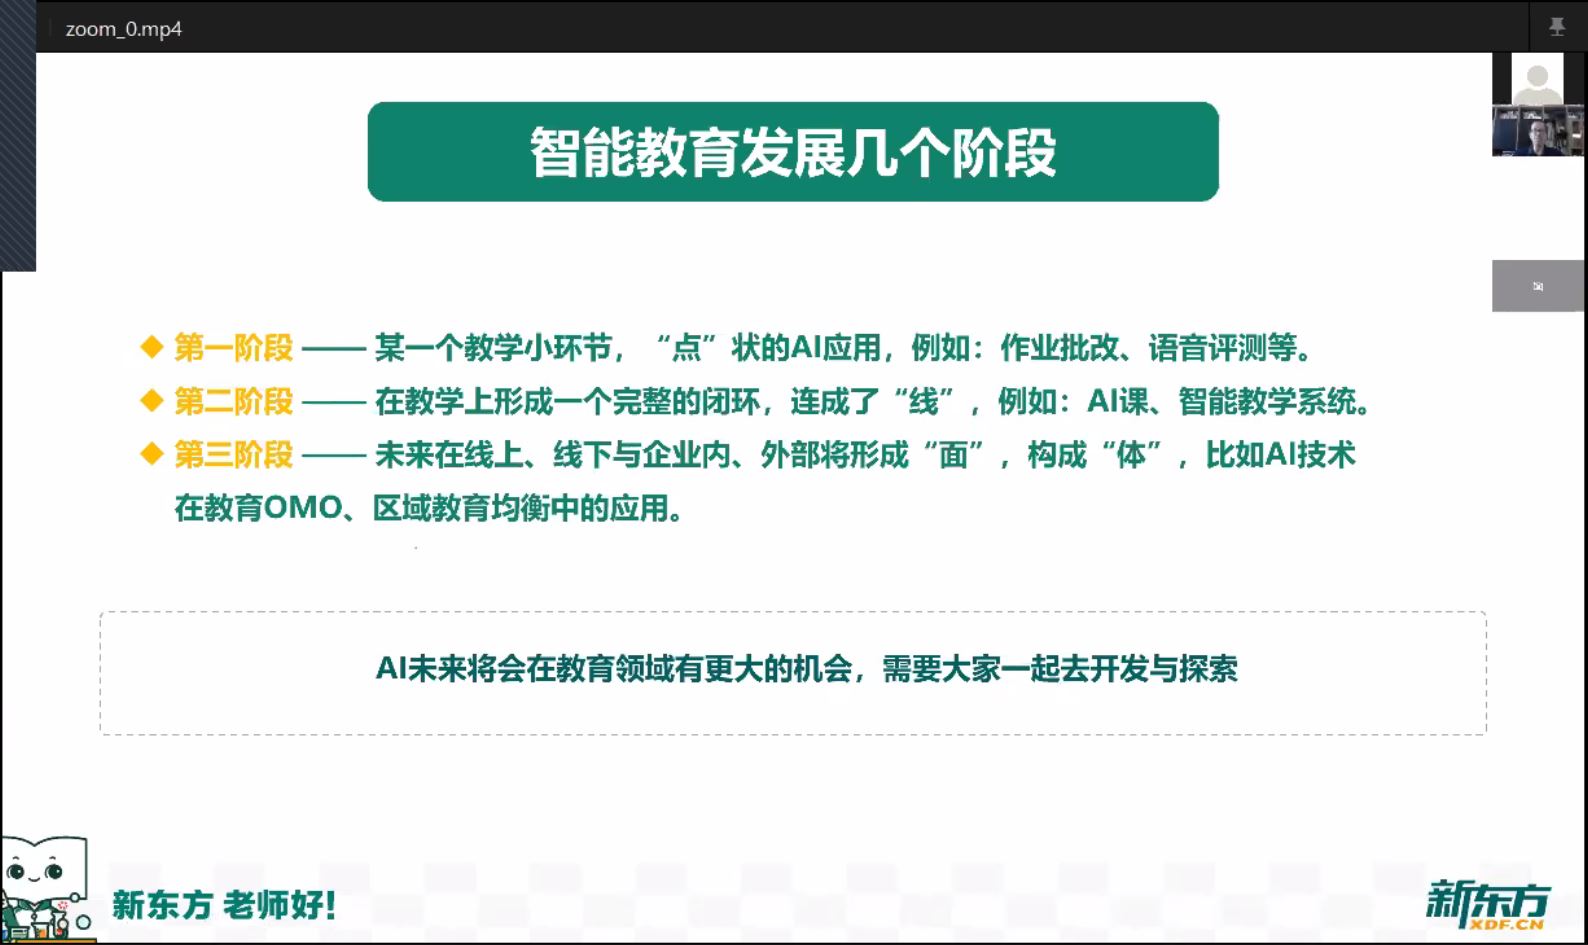 zoom_0.mp4
智能教育发展几个阶段
◆ 第一阶段 —— 某一个教学小环节，“点”状的AI应用，例如：作业批改、语音评测等。
◆ 第二阶段 —— 在教学上形成一个完整的闭环，连成了“线”，例如：AI课、智能教学系统。
◆ 第三阶段 —— 未来在线上、线下与企业内、外部将形成“面”，构成“体”，比如AI技术
在教育OMO、区域教育均衡中的应用。
AI未来将会在教育领域有更大的机会，需要大家一起去开发与探索
新东方 老师好！
新东方
XDF.CN